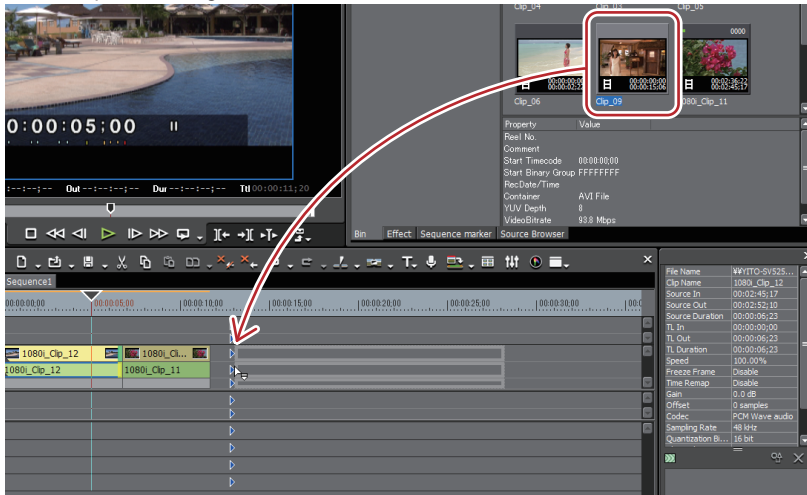 Clip_04 Clip_03 Clip_05
0000
00:00:00:00
00:00:02:22
00:00:00:00
00:00:15:06
00:02:36:22
00:02:45:17
Clip_06 Clip_09 1080i_Clip_11
0:00:05;00
Property Value
Reel No.
Comment
Start Timecode 00:00:00;00
Start Binary Group FFFFFFFF
RecDate/Time
Container AVI File
YUV Depth 8
VideoBitrate 93.8 Mbps
--:--;-- Out --:--:--;-- Dur --:--:--;-- Ttl 00:00:11;20
Bin Effect Sequence marker Source Browser
Sequence1
00:00:00;00 00:00:05;00 00:00:10;00 00:00:15;00 00:00:20;00 00:00:25;00 00:00:30;00
1080i_Clip_12 1080i_Cli...
1080i_Clip_12 1080i_Clip_11
File Name ¥¥YITO-SV525...
Clip Name 1080i_Clip_12
Source In 00:02:45;17
Source Out 00:02:52;10
Source Duration 00:00:06;23
TL In 00:00:00;00
TL Out 00:00:06;23
TL Duration 00:00:06;23
Speed 100.00%
Freeze Frame Disable
Time Remap Disable
Gain 0.0 dB
Offset 0 samples
Codec PCM Wave audio
Sampling Rate 48 kHz
Quantization Bi... 16 bit